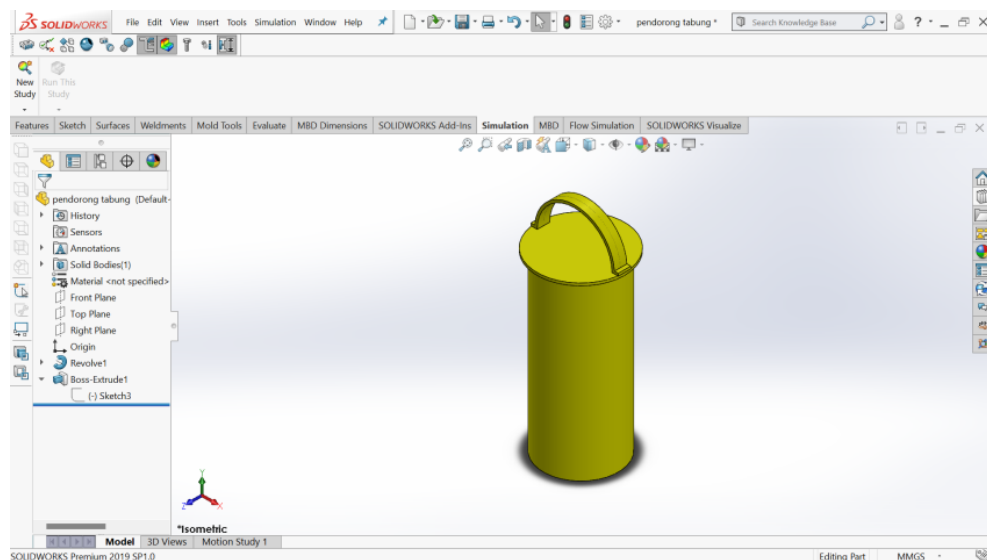 SOLIDWORKS File Edit View Insert Tools Simulation Window Help pendorong tabung * Search Knowledge Base
New Study
Run This Study
Features Sketch Surfaces Weldments Mold Tools Evaluate MBD Dimensions SOLIDWORKS Add-Ins Simulation MBD Flow Simulation SOLIDWORKS Visualize
pendorong tabung (Default-
History
Sensors
Annotations
Solid Bodies(1)
Material <not specified>
Front Plane
Top Plane
Right Plane
Origin
Revolve1
Boss-Extrude1
(-) Sketch3
Y
Z X
*Isometric
Model 3D Views Motion Study 1
SOLIDWORKS Premium 2019 SP1.0 Editing Part MMGS